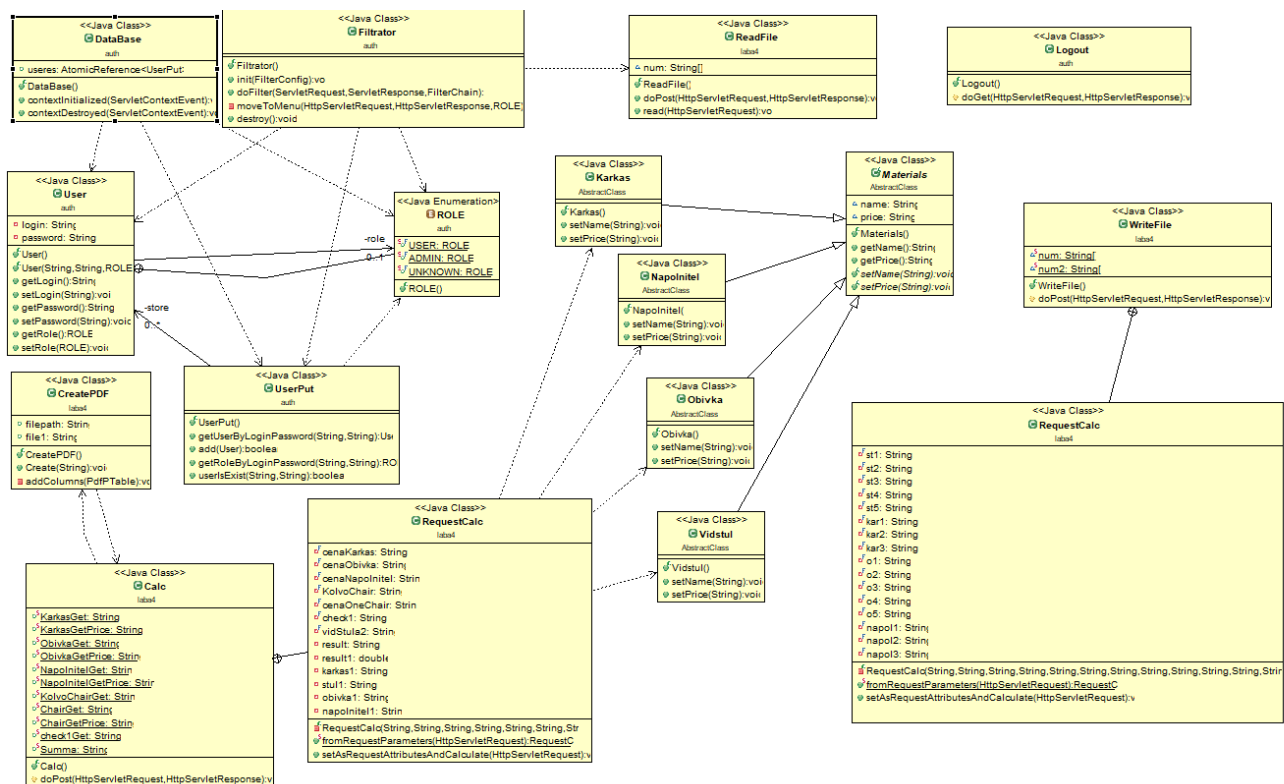 <<Java Class>>
DataBase
auth
useres: AtomicReference<UserPut:
DataBase()
contextInitialized(ServletContextEvent):
contextDestroyed(ServletContextEvent):
<<Java Class>>
Filtrator
auth
Filtrator()
init(FilterConfig):vo
doFilter(ServletRequest,ServletResponse,FilterChain):
moveToMenu(HttpServletRequest,HttpServletResponse,ROLE)
destroy():void
<<Java Class>>
ReadFile
laba4
num: String[]
ReadFile()
doPost(HttpServletRequest,HttpServletResponse):v
read(HttpServletRequest):vo
<<Java Class>>
Logout
auth
Logout()
doGet(HttpServletRequest,HttpServletResponse):v
<<Java Class>>
User
auth
login: String
password: String
User()
User(String,String,ROLE
getLogin():String
setLogin(String):voi
getPassword():String
setPassword(String):void
getRole():ROLE
setRole(ROLE):voi
-role
0..1
-store
0..*
<<Java Enumeration>
ROLE
auth
USER: ROLE
ADMIN: ROLE
UNKNOWN: ROLE
ROLE()
<<Java Class>>
Karkas
AbstractClass
Karkas()
setName(String):voi
setPrice(String):voi
<<Java Class>>
Materials
AbstractClass
name: String
price: String
Materials()
getName():String
getPrice():String
setName(String):void
setPrice(String):void
<<Java Class>>
WriteFile
laba4
num: String[
num2: String[
WriteFile()
doPost(HttpServletRequest,HttpServletResponse):v
<<Java Class>>
Napolnitel
AbstractClass
Napolnitel(
setName(String):void
setPrice(String):voi
<<Java Class>>
CreatePDF
laba4
filepath: Strin
file1: String
CreatePDF()
Create(String):voi
addColumns(PdfPTable):vo
<<Java Class>>
UserPut
auth
UserPut()
getUserByLoginPassword(String,String):Use
add(User):boolea
getRoleByLoginPassword(String,String):RO
userIsExist(String,String):boolea
<<Java Class>>
Obivka
AbstractClass
Obivka()
setName(String):voi
setPrice(String):voi
<<Java Class>>
RequestCalc
laba4
st1: String
st2: String
st3: String
st4: String
st5: String
kar1: String
kar2: String
kar3: String
o1: String
o2: String
o3: String
o4: String
o5: String
napol1: String
napol2: String
napol3: String
RequestCalc(String,String,String,String,String,String,String,String,String,String,Strin
fromRequestParameters(HttpServletRequest):RequestC
setAsRequestAttributesAndCalculate(HttpServletRequest):v
<<Java Class>>
RequestCalc
laba4
cenaKarkas: String
cenaObivka: String
cenaNapolnitel: Strin
KolvoChair: String
cenaOneChair: String
check1: String
vidStula2: String
result: String
result1: double
karkas1: String
stul1: String
obivka1: String
napolnitel1: String
RequestCalc(String,String,String,String,String,String,Str
fromRequestParameters(HttpServletRequest):RequestC
setAsRequestAttributesAndCalculate(HttpServletRequest):v
<<Java Class>>
Vidstul
AbstractClass
Vidstul()
setName(String):voi
setPrice(String):voi
<<Java Class>>
Calc
laba4
KarkasGet: String
KarkasGetPrice: String
ObivkaGet: String
ObivkaGetPrice: String
NapolnitelGet: Strin
NapolnitelGetPrice: Strin
KolvoChairGet: Strin
ChairGet: String
ChairGetPrice: String
check1Get: String
Summa: String
Calc()
doPost(HttpServletRequest,HttpServletResponse):v